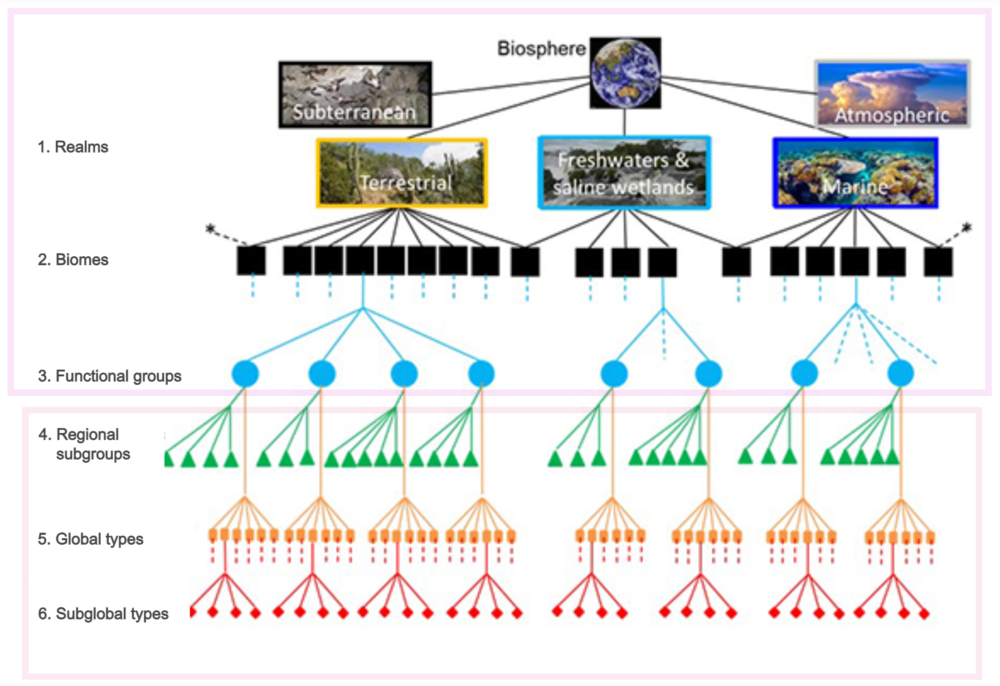 Biosphere
Subterranean
Atmospheric
1. Realms
Terrestrial
Freshwaters &
saline wetlands
Marine
*
*
2. Biomes
3. Functional groups
4. Regional
subgroups
5. Global types
6. Subglobal types